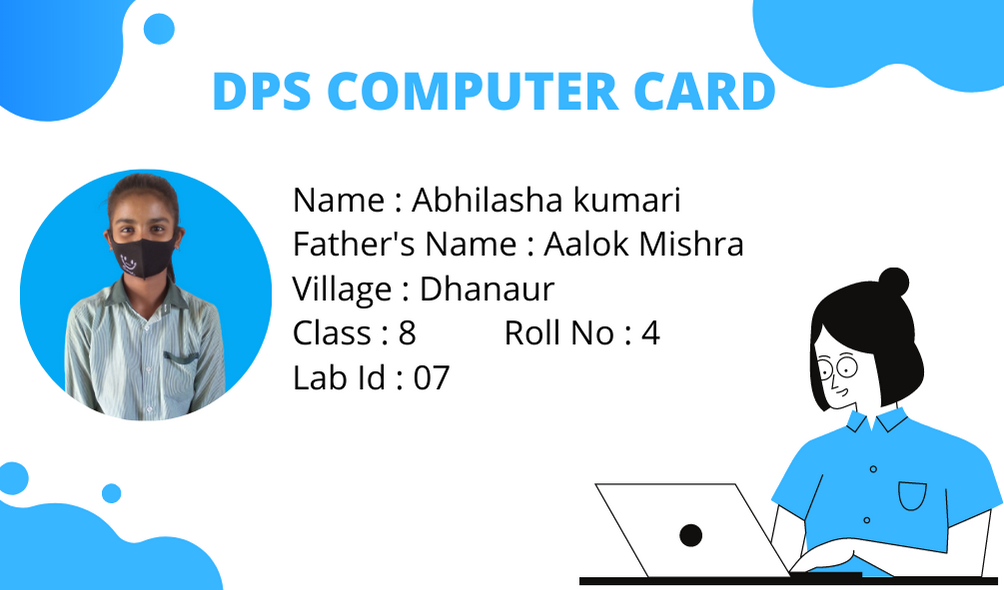 DPS COMPUTER CARD
Name : Abhilasha kumari
Father's Name : Aalok Mishra
Village : Dhanaur
Class : 8 Roll No : 4
Lab Id : 07